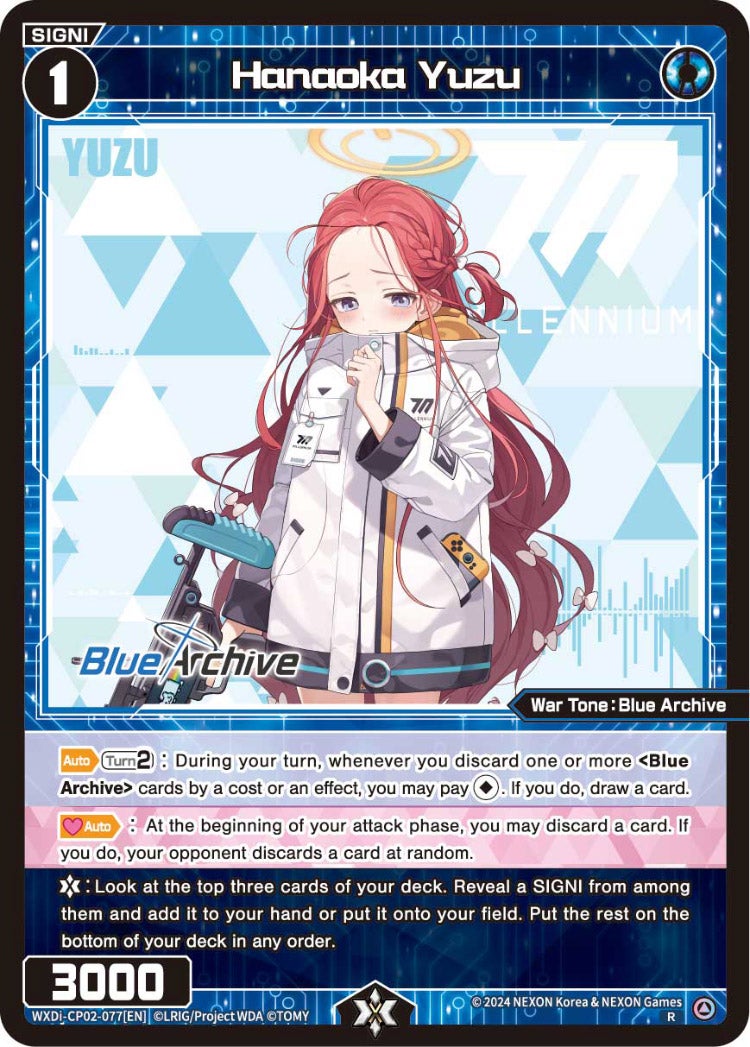 SIGNI
1
Hanaoka Yuzu
YUZU
MILLENNIUM
Blue Archive
War Tone : Blue Archive
Auto Turn 2 : During your turn, whenever you discard one or more <Blue
Archive> cards by a cost or an effect, you may pay ◆. If you do, draw a card.
Auto : At the beginning of your attack phase, you may discard a card. If
you do, your opponent discards a card at random.
: Look at the top three cards of your deck. Reveal a SIGNI from among
them and add it to your hand or put it onto your field. Put the rest on the
bottom of your deck in any order.
3000
WXDi-CP02-077[EN] ©LRIG/Project WDA ©TOMY
©2024 NEXON Korea & NEXON Games
R